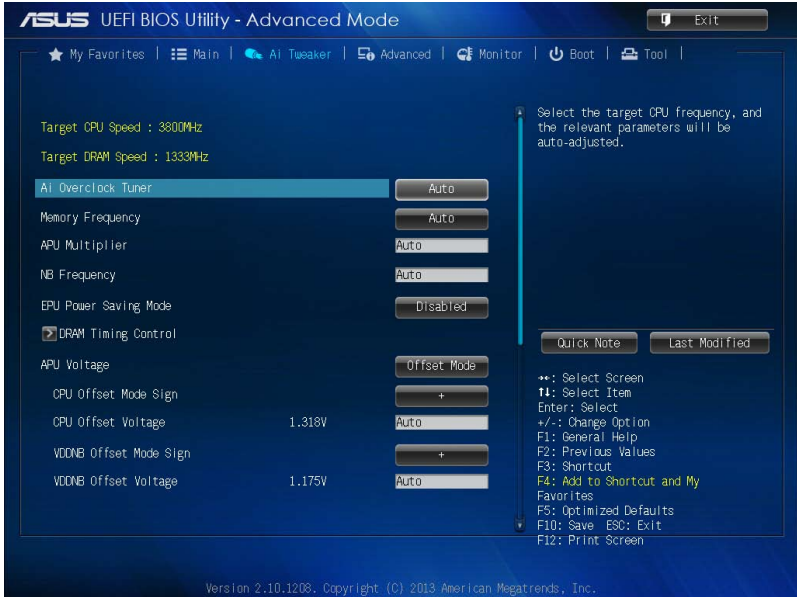 ASUS UEFI BIOS Utility - Advanced Mode
Exit
My Favorites | Main | Ai Tweaker | Advanced | Monitor | Boot | Tool |
Target CPU Speed : 3800MHz
Target DRAM Speed : 1333MHz
Ai Overclock Tuner Auto
Memory Frequency Auto
APU Multiplier Auto
NB Frequency Auto
EPU Power Saving Mode Disabled
> DRAM Timing Control
APU Voltage Offset Mode
CPU Offset Mode Sign +
CPU Offset Voltage 1.318V Auto
VDDNB Offset Mode Sign +
VDDNB Offset Voltage 1.175V Auto
Select the target CPU frequency, and
the relevant parameters will be
auto-adjusted.
Quick Note Last Modified
→←: Select Screen
↑↓: Select Item
Enter: Select
+/-: Change Option
F1: General Help
F2: Previous Values
F3: Shortcut
F4: Add to Shortcut and My
Favorites
F5: Optimized Defaults
F10: Save ESC: Exit
F12: Print Screen
Version 2.10.1208. Copyright (C) 2013 American Megatrends, Inc.